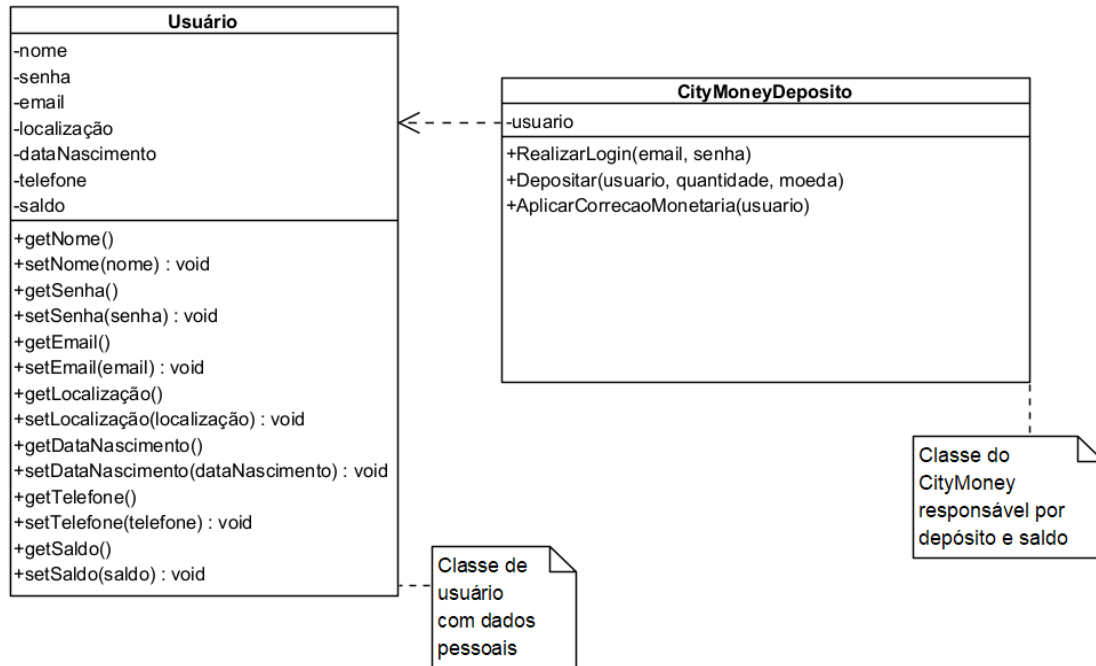 Usuário
-nome
-senha
-email
-localização
-dataNascimento
-telefone
-saldo
+getNome()
+setNome(nome) : void
+getSenha()
+setSenha(senha) : void
+getEmail()
+setEmail(email) : void
+getLocalização()
+setLocalização(localização) : void
+getDataNascimento()
+setDataNascimento(dataNascimento) : void
+getTelefone()
+setTelefone(telefone) : void
+getSaldo()
+setSaldo(saldo) : void
CityMoneyDeposito
-usuario
+RealizarLogin(email, senha)
+Depositar(usuario, quantidade, moeda)
+AplicarCorrecaoMonetaria(usuario)
Classe do
CityMoney
responsável por
depósito e saldo
Classe de
usuário
com dados
pessoais